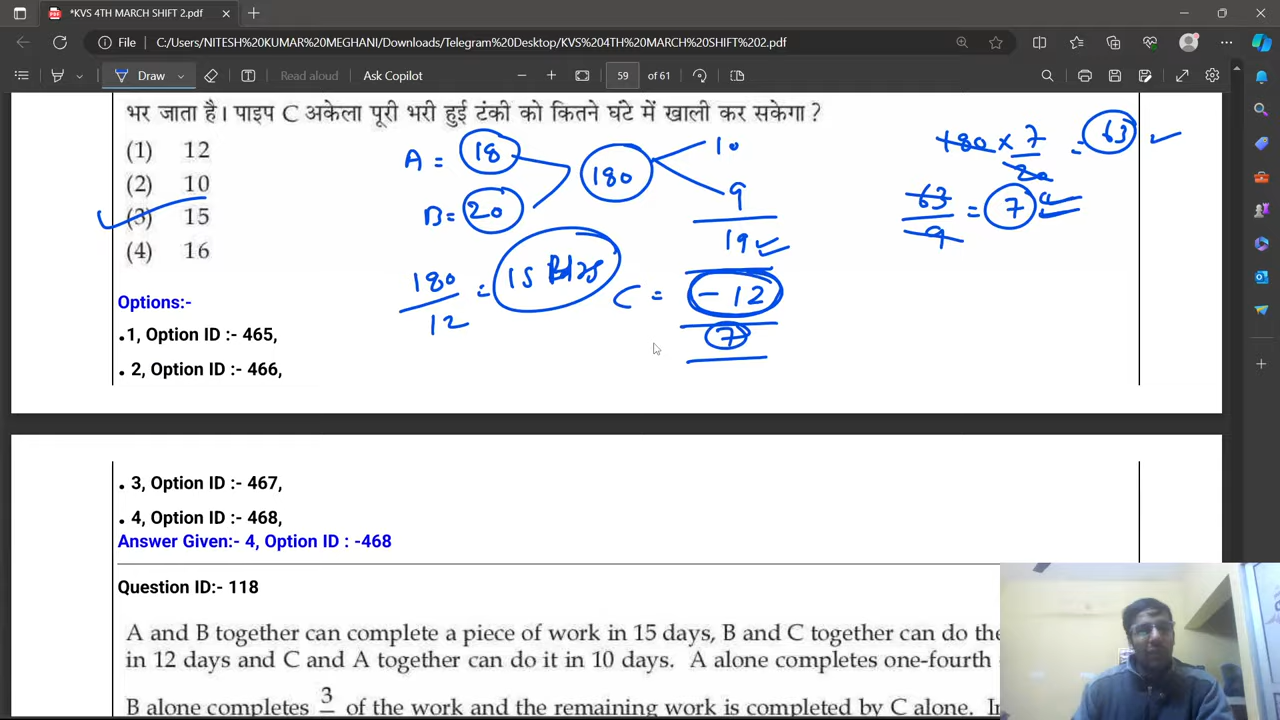 *KVS 4TH MARCH SHIFT 2.pdf
File C:/Users/NITESH%20KUMAR%20MEGHANI/Downloads/Telegram%20Desktop/KVS%204TH%20MARCH%20SHIFT%202.pdf
Draw Read aloud Ask Copilot 59 of 61
भर जाता है। पाइप C अकेला पूरी भरी हुई टंकी को कितने घंटे में खाली कर सकेगा ?
(1) 12
(2) 10
(3) 15
(4) 16
A = 18
B = 20
180
10
9
19
C = -12
7
180/12 = 15
180 × 7/20 = 63
63/9 = 7
Options:-
.1, Option ID :- 465,
. 2, Option ID :- 466,
. 3, Option ID :- 467,
. 4, Option ID :- 468,
Answer Given:- 4, Option ID : -468
Question ID:- 118
A and B together can complete a piece of work in 15 days, B and C together can do the
in 12 days and C and A together can do it in 10 days. A alone completes one-fourth
B alone completes 3 of the work and the remaining work is completed by C alone. In